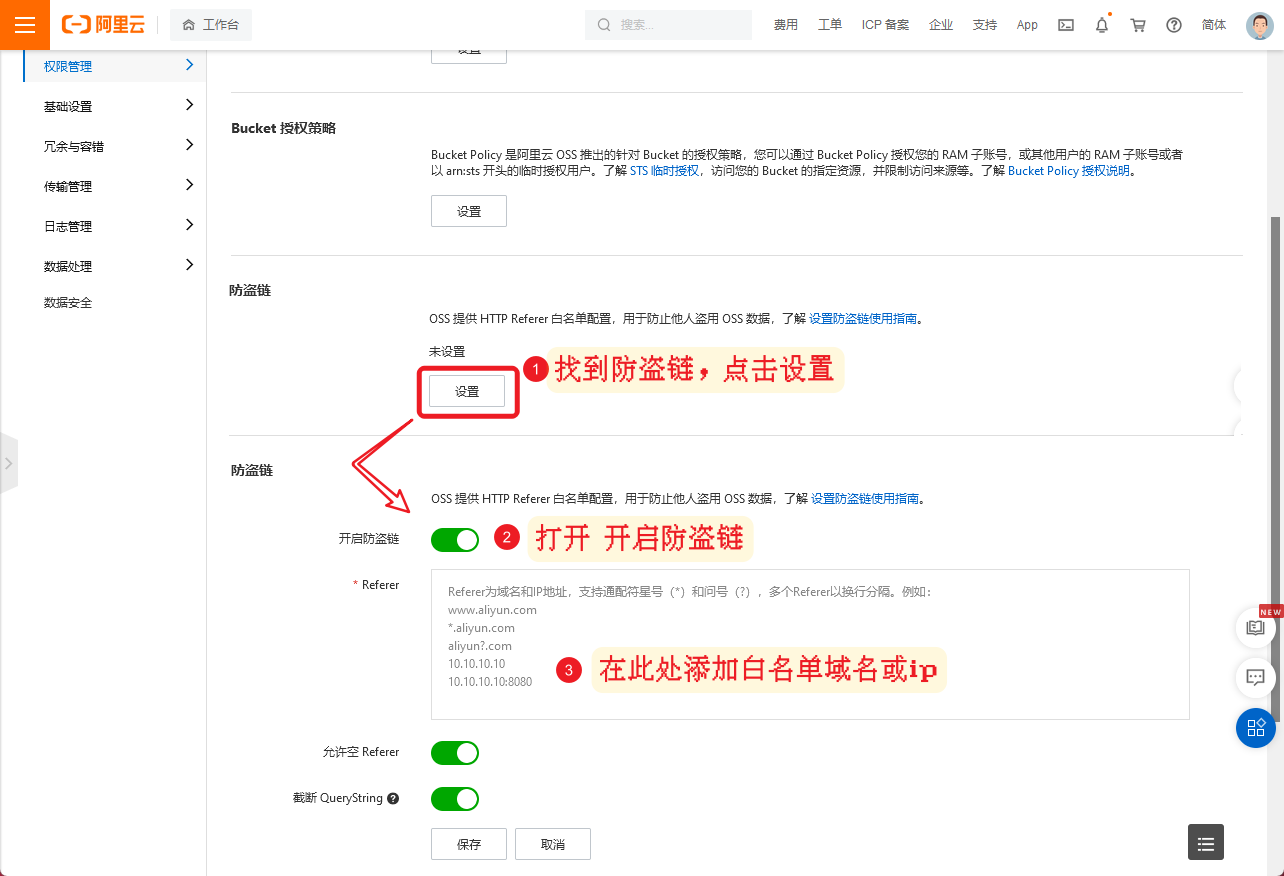 阿里云
工作台
搜索...
费用
工单
ICP 备案
企业
支持
App
简体
权限管理
基础设置
冗余与容错
传输管理
日志管理
数据处理
数据安全
设置
Bucket 授权策略
Bucket Policy 是阿里云 OSS 推出的针对 Bucket 的授权策略，您可以通过 Bucket Policy 授权您的 RAM 子账号，或其他用户的 RAM 子账号或者
以 arn:sts 开头的临时授权用户。了解 STS 临时授权，访问您的 Bucket 的指定资源，并限制访问来源等。了解 Bucket Policy 授权说明。
设置
防盗链
OSS 提供 HTTP Referer 白名单配置，用于防止他人盗用 OSS 数据，了解 设置防盗链使用指南。
未设置
设置
1 找到防盗链，点击设置
防盗链
OSS 提供 HTTP Referer 白名单配置，用于防止他人盗用 OSS 数据，了解 设置防盗链使用指南。
开启防盗链
2 打开 开启防盗链
* Referer
Referer为域名和IP地址，支持通配符星号（*）和问号（?），多个Referer以换行分隔。例如：
www.aliyun.com
*.aliyun.com
aliyun?.com
10.10.10.10
10.10.10.10:8080
3 在此处添加白名单域名或ip
NEW
允许空 Referer
截断 QueryString ?
保存
取消